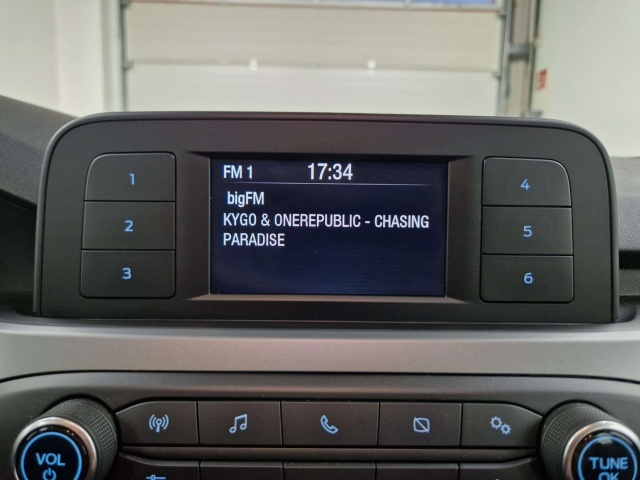 FM 1 17:34
bigFM
KYGO & ONEREPUBLIC - CHASING
PARADISE
1
2
3
4
5
6
VOL
TUNE
OK